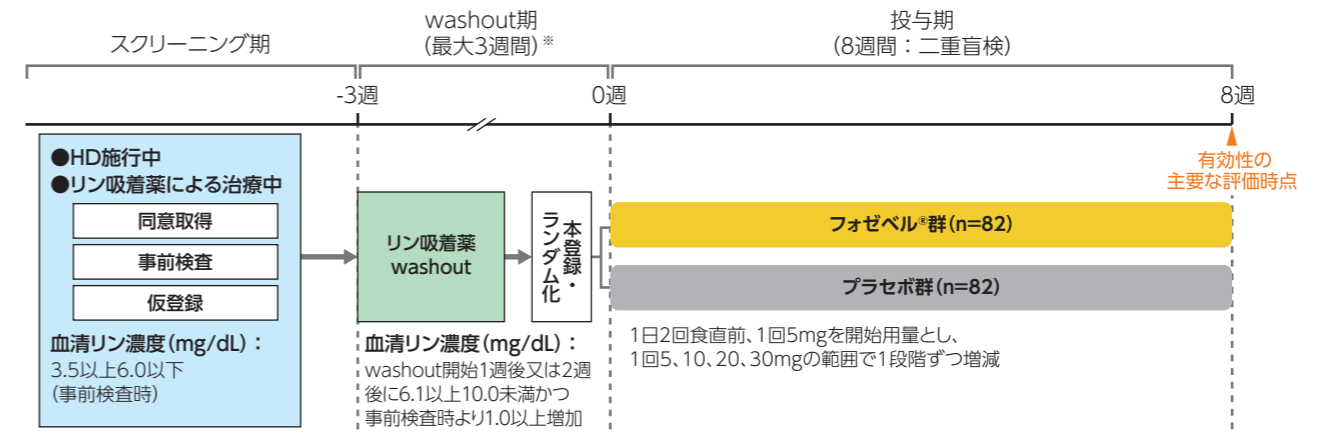 スクリーニング期
washout期
(最大3週間)※
投与期
(8週間：二重盲検)
-3週
0週
8週
有効性の
主要な評価時点
●HD施行中
●リン吸着薬による治療中
同意取得
事前検査
仮登録
血清リン濃度(mg/dL)：
3.5以上6.0以下
(事前検査時)
リン吸着薬
washout
血清リン濃度(mg/dL)：
washout開始1週後又は2週
後に6.1以上10.0未満かつ
事前検査時より1.0以上増加
本登録・
ランダム化
フォゼベル®群(n=82)
プラセボ群(n=82)
1日2回食直前、1回5mgを開始用量とし、
1回5、10、20、30mgの範囲で1段階ずつ増減